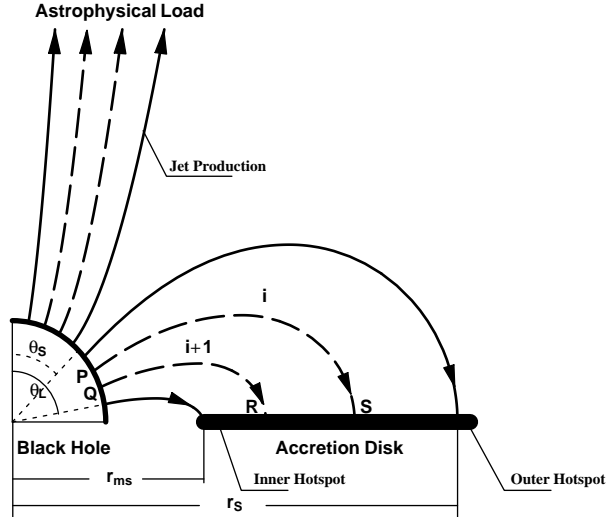 Astrophysical Load
Jet Production
i
i+1
θS
θL
P
Q
R
S
Black Hole
Accretion Disk
rms
Inner Hotspot
Outer Hotspot
rS